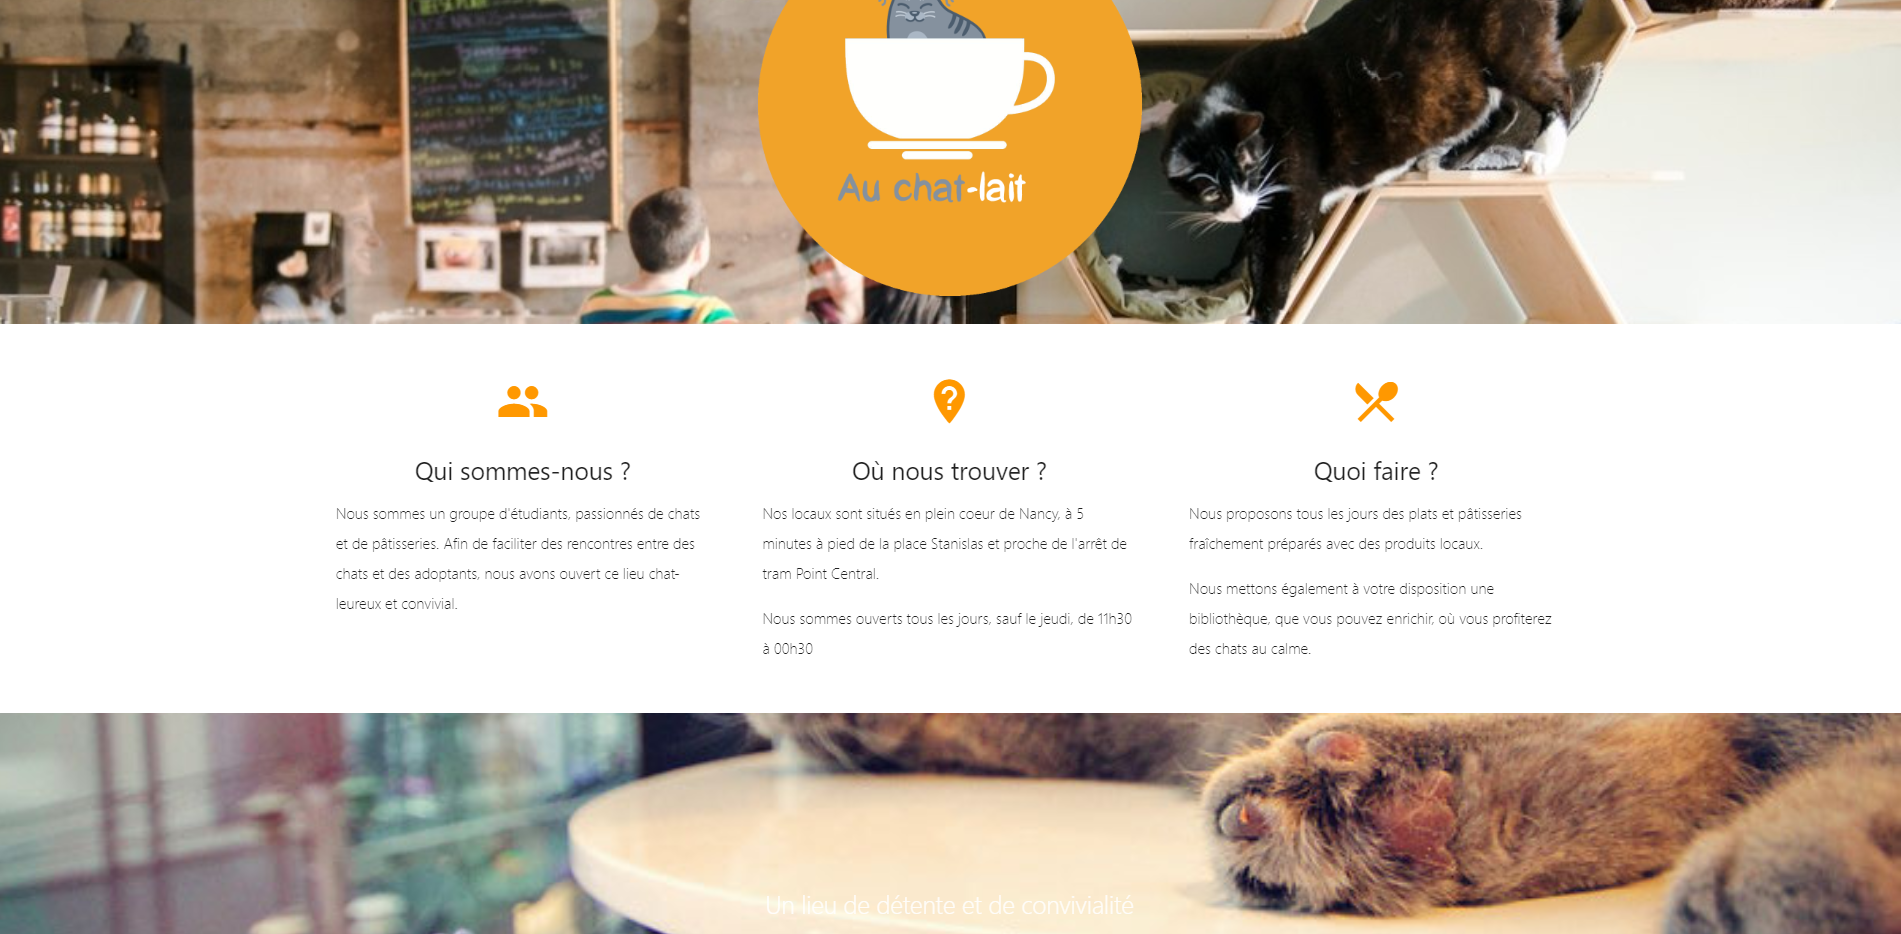 Au chat-lait
Qui sommes-nous ?
Nous sommes un groupe d'étudiants, passionnés de chats
et de pâtisseries. Afin de faciliter des rencontres entre des
chats et des adoptants, nous avons ouvert ce lieu chat-
leureux et convivial.
Où nous trouver ?
Nos locaux sont situés en plein coeur de Nancy, à 5
minutes à pied de la place Stanislas et proche de l'arrêt de
tram Point Central.
Nous sommes ouverts tous les jours, sauf le jeudi, de 11h30
à 00h30
Quoi faire ?
Nous proposons tous les jours des plats et pâtisseries
fraîchement préparés avec des produits locaux.
Nous mettons également à votre disposition une
bibliothèque, que vous pouvez enrichir, où vous profiterez
des chats au calme.
Un lieu de détente et de convivialité